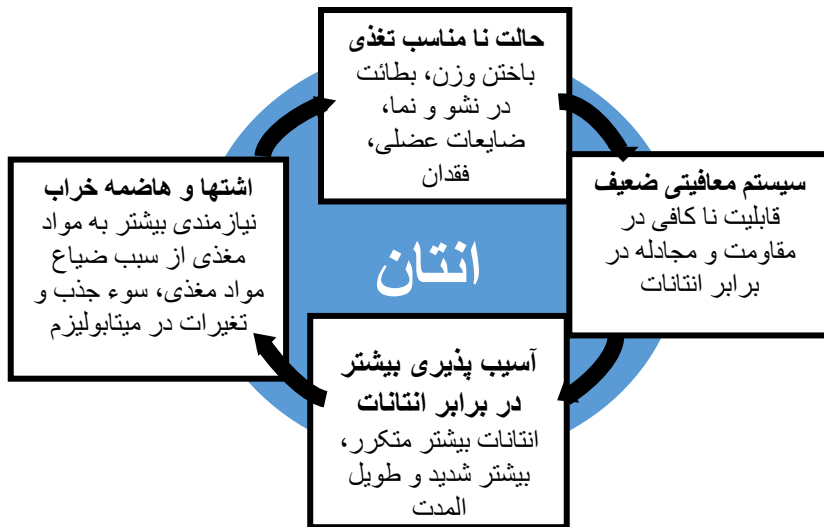 حالت نا مناسب تغذی
باختن وزن، بطائت
در نشو و نما،
ضایعات عضلی،
فقدان
سیستم معافیتی ضعیف
قابلیت نا کافی در
مقاومت و مجادله در
برابر انتانات
آسیب پذیری بیشتر
در برابر انتانات
انتانات بیشتر متکرر،
بیشتر شدید و طویل
المدت
اشتها و هاضمه خراب
نیازمندی بیشتر به مواد
مغذی از سبب ضیاع
مواد مغذی، سوء جذب و
تغیرات در میتابولیزم
انتان